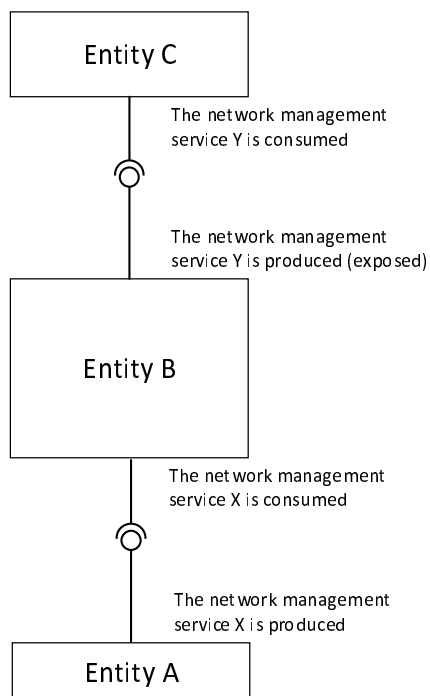 Entity C
The network management
service Y is consumed
The network management
service Y is produced (exposed)
Entity B
The network management
service X is consumed
The network management
service X is produced
Entity A